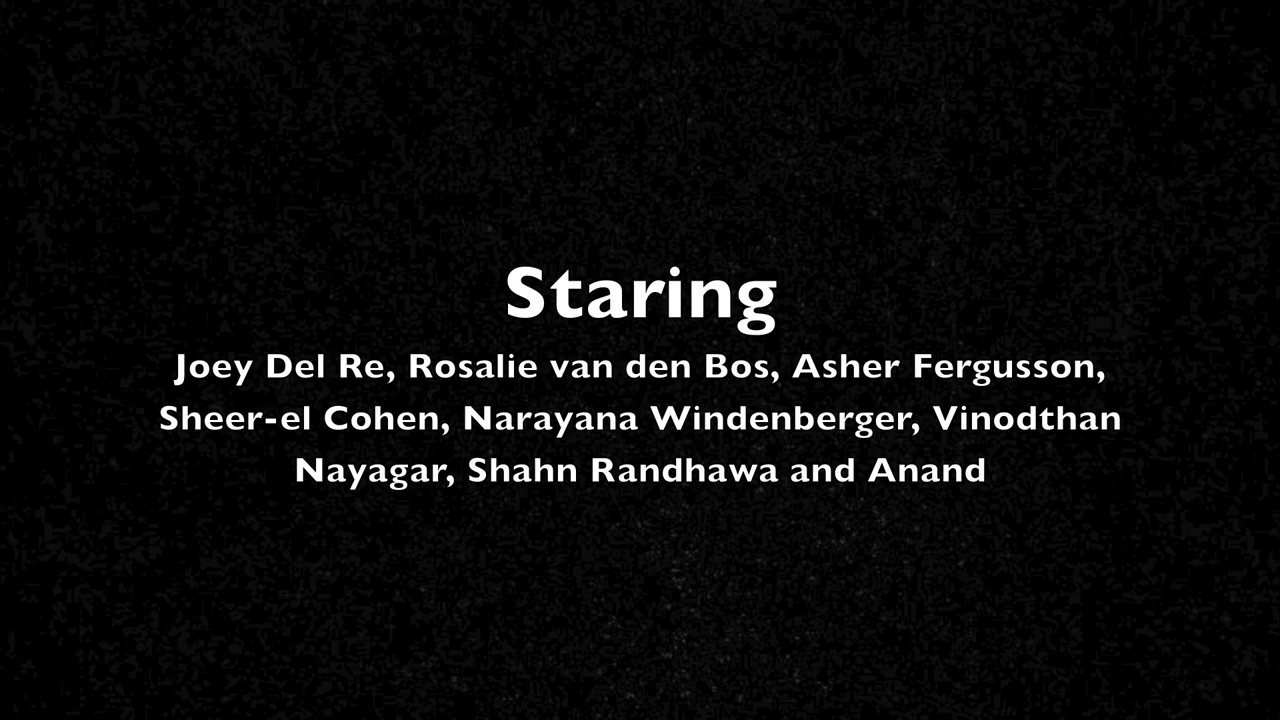 Staring
Joey Del Re, Rosalie van den Bos, Asher Fergusson,
Sheer-el Cohen, Narayana Windenberger, Vinodthan
Nayagar, Shahn Randhawa and Anand